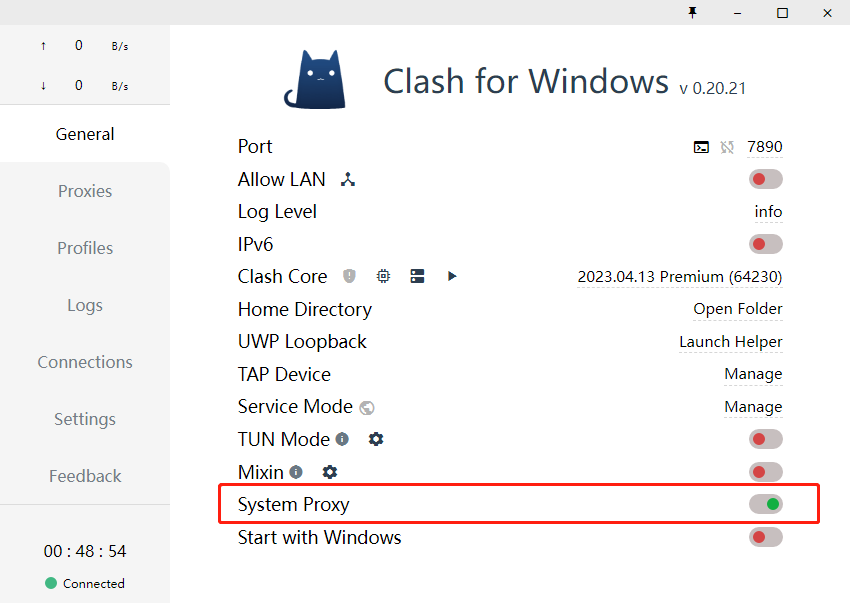 ↑ 0 B/s
↓ 0 B/s
General
Proxies
Profiles
Logs
Connections
Settings
Feedback
00 : 48 : 54
Connected
Clash for Windows v 0.20.21
Port 7890
Allow LAN
Log Level info
IPv6
Clash Core 2023.04.13 Premium (64230)
Home Directory Open Folder
UWP Loopback Launch Helper
TAP Device Manage
Service Mode Manage
TUN Mode
Mixin
System Proxy
Start with Windows